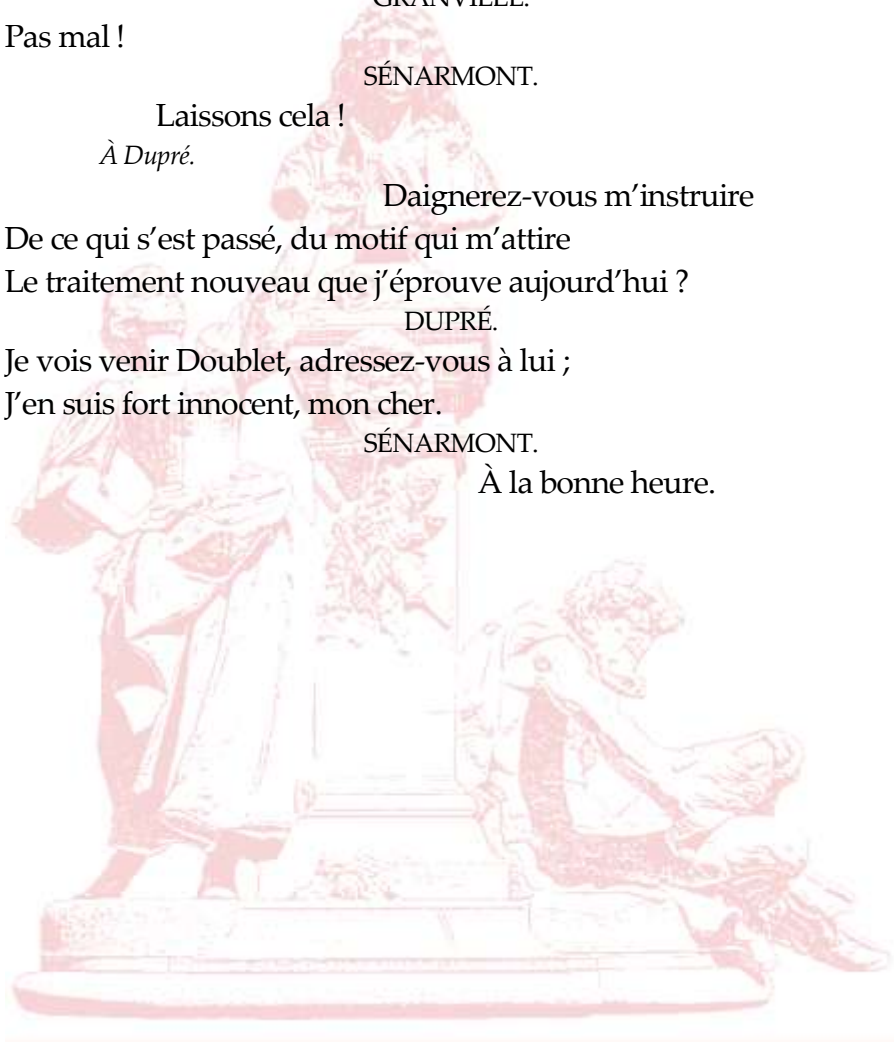 GRANVILLE.
Pas mal !
SÉNARMONT.
Laissons cela !
À Dupré.
Daignerez-vous m’instruire
De ce qui s’est passé, du motif qui m’attire
Le traitement nouveau que j’éprouve aujourd’hui ?
DUPRÉ.
Je vois venir Doublet, adressez-vous à lui ;
J’en suis fort innocent, mon cher.
SÉNARMONT.
À la bonne heure.